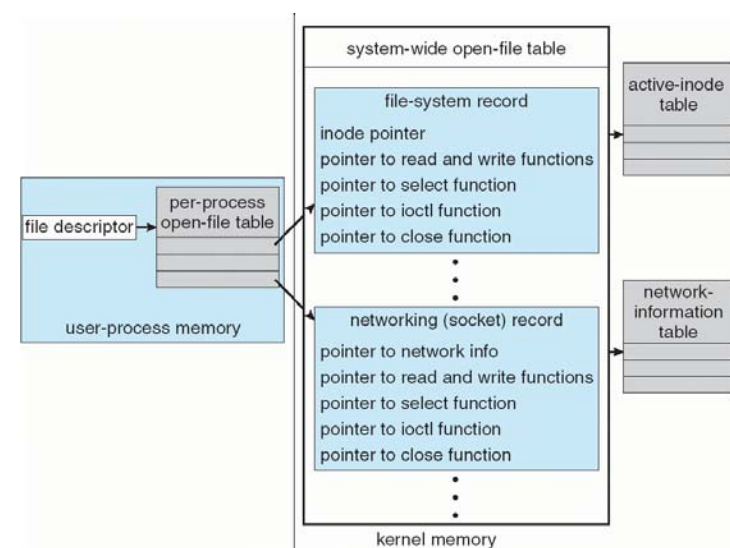 system-wide open-file table
file-system record
inode pointer
pointer to read and write functions
pointer to select function
pointer to ioctl function
pointer to close function
active-inode
table
per-process
open-file table
file descriptor
user-process memory
networking (socket) record
pointer to network info
pointer to read and write functions
pointer to select function
pointer to ioctl function
pointer to close function
network-
information
table
kernel memory